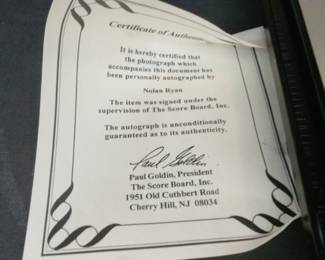 Certificate of Authen
It is hereby certified that
the photograph which
accompanies this document has
been personally autographed by
Nolan Ryan
The item was signed under the
supervision of The Score Board, Inc.
The autograph is unconditionally
guaranteed as to its authenticity.
Paul Goldin
Paul Goldin, President
The Score Board, Inc.
1951 Old Cuthbert Road
Cherry Hill, NJ 08034